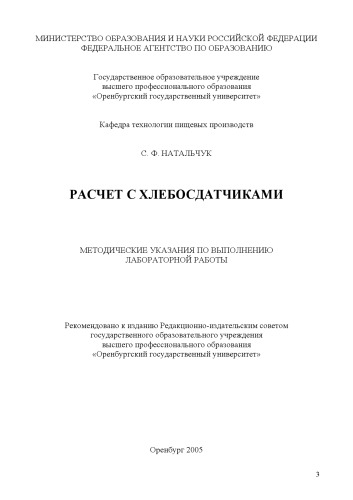 МИНИСТЕРСТВО ОБРАЗОВАНИЯ И НАУКИ РОССИЙСКОЙ ФЕДЕРАЦИИ
ФЕДЕРАЛЬНОЕ АГЕНТСТВО ПО ОБРАЗОВАНИЮ
Государственное образовательное учреждение
высшего профессионального образования
«Оренбургский государственный университет»
Кафедра технологии пищевых производств
С. Ф. НАТАЛЬЧУК
РАСЧЕТ С ХЛЕБОСДАТЧИКАМИ
МЕТОДИЧЕСКИЕ УКАЗАНИЯ ПО ВЫПОЛНЕНИЮ
ЛАБОРАТОРНОЙ РАБОТЫ
Рекомендовано к изданию Редакционно-издательским советом
государственного образовательного учреждения
высшего профессионального образования
«Оренбургский государственный университет»
Оренбург 2005
3